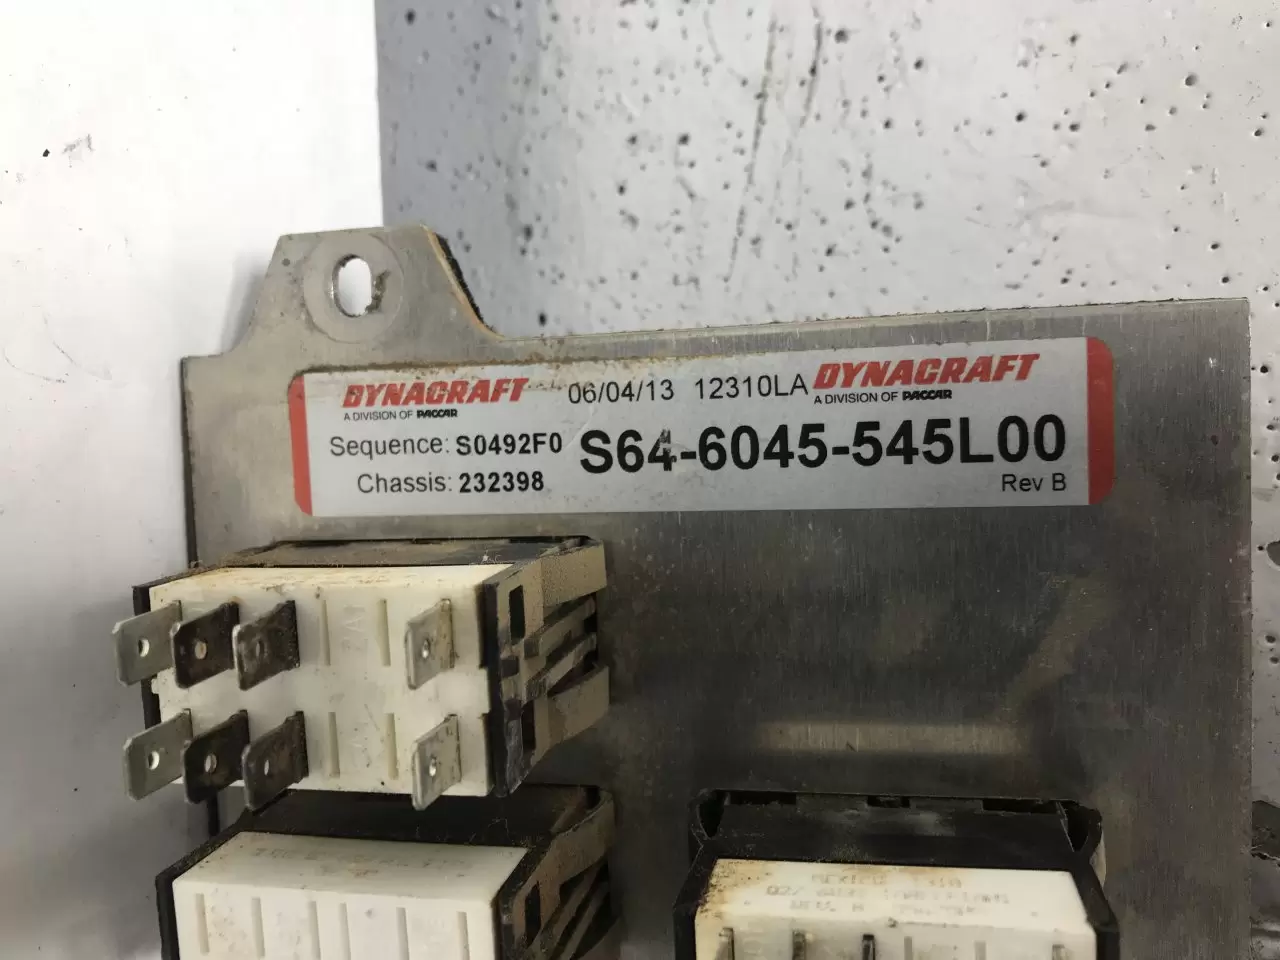 DYNACRAFT 06/04/13 12310LA DYNACRAFT
A DIVISION OF PACCAR A DIVISION OF PACCAR
Sequence: S0492F0 S64-6045-545L00
Chassis: 232398 Rev B
MEXICO